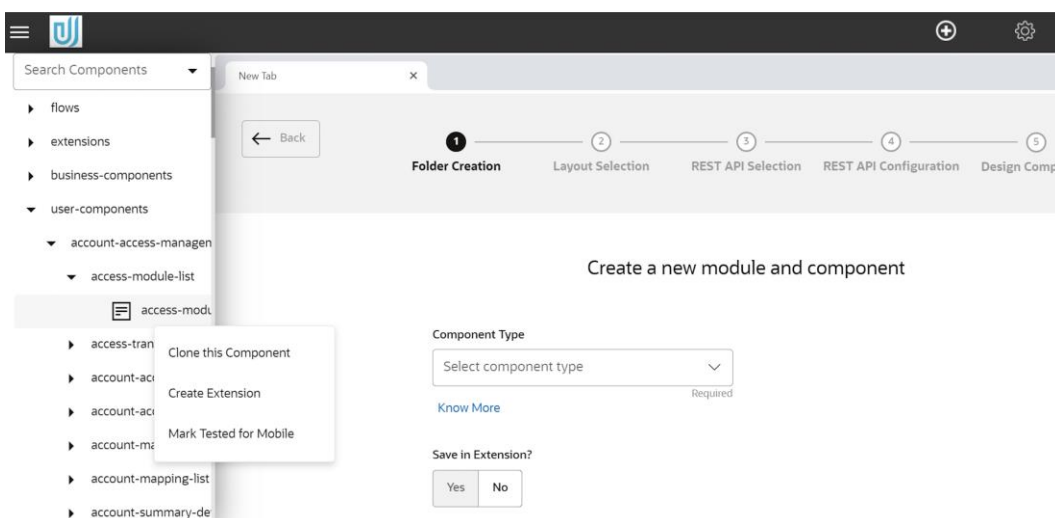 Search Components
New Tab
flows
extensions
business-components
user-components
account-access-managen
access-module-list
access-modu
access-tran
account-acc
account-acc
account-ma
account-mapping-list
account-summary-de
Clone this Component
Create Extension
Mark Tested for Mobile
Back
1
2
3
4
5
Folder Creation
Layout Selection
REST API Selection
REST API Configuration
Design Comp
Create a new module and component
Component Type
Select component type
Required
Know More
Save in Extension?
Yes
No